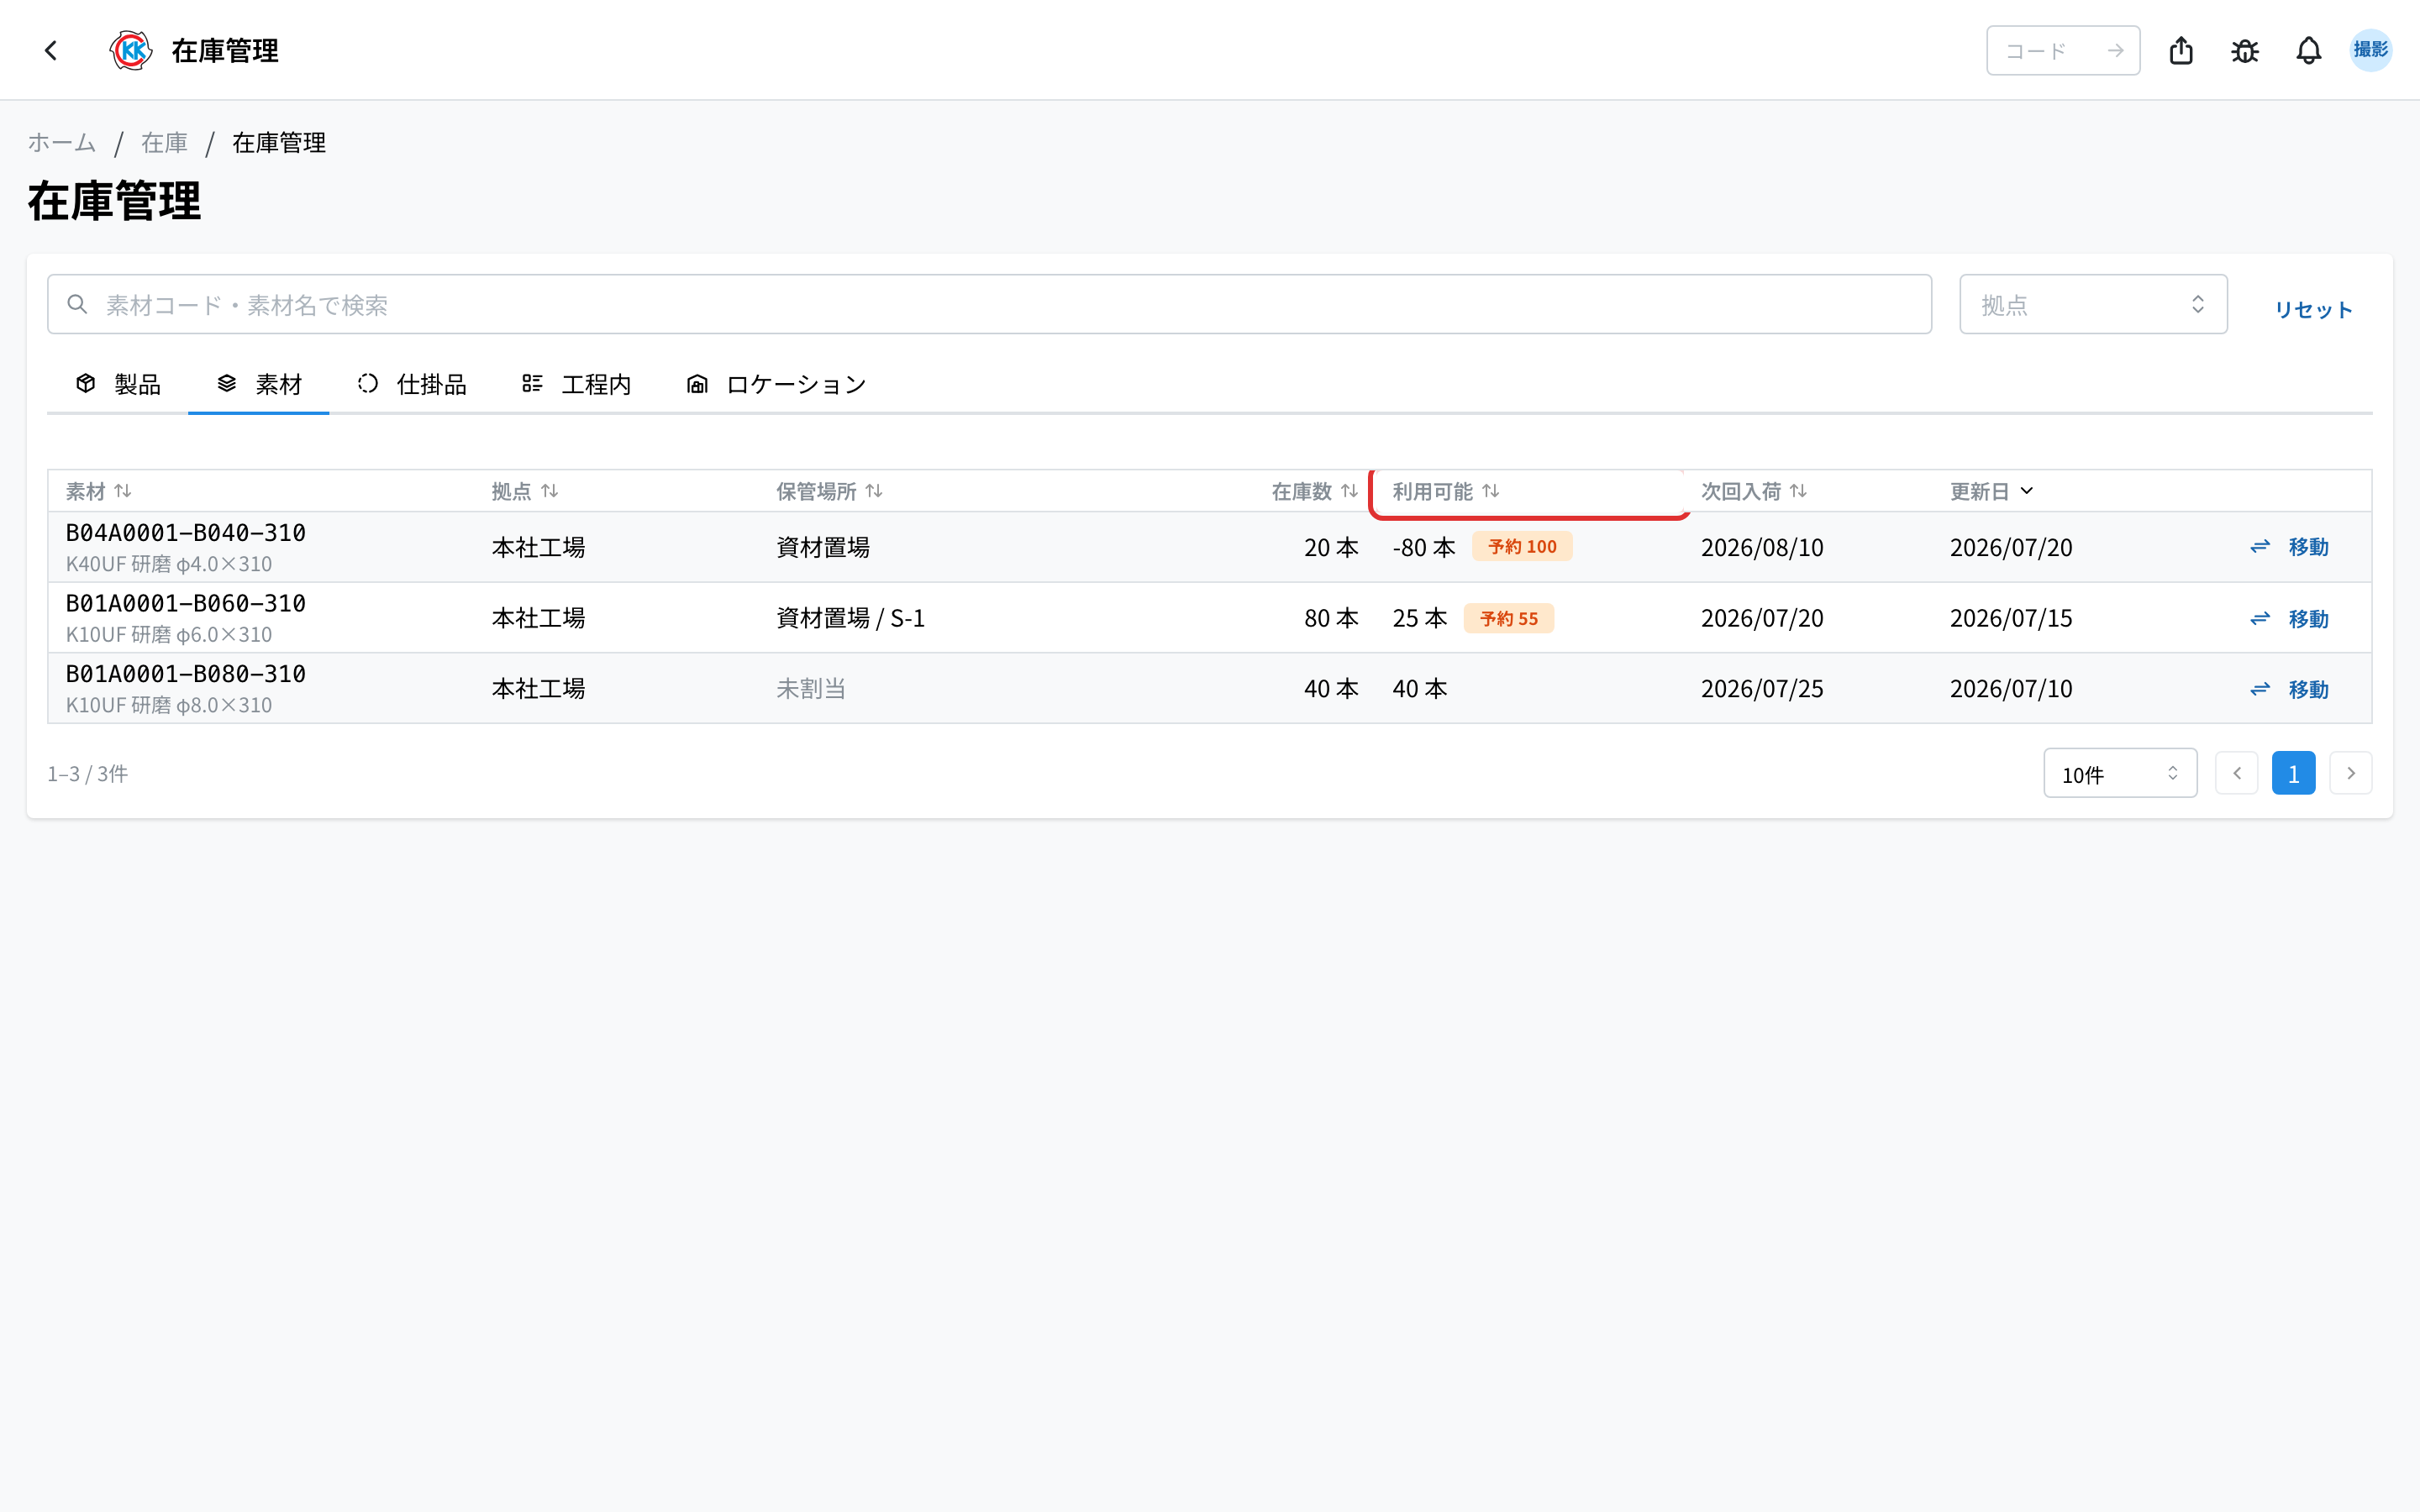 KK 在庫管理
コード
撮影
ホーム / 在庫 / 在庫管理
在庫管理
素材コード・素材名で検索
拠点
リセット
製品 素材 仕掛品 工程内 ロケーション
素材 拠点 保管場所 在庫数 利用可能 次回入荷 更新日
B04A0001-B040-310
K40UF 研磨 φ4.0×310
本社工場 資材置場 20 本 -80 本 予約 100 2026/08/10 2026/07/20 移動
B01A0001-B060-310
K10UF 研磨 φ6.0×310
本社工場 資材置場 / S-1 80 本 25 本 予約 55 2026/07/20 2026/07/15 移動
B01A0001-B080-310
K10UF 研磨 φ8.0×310
本社工場 未割当 40 本 40 本 2026/07/25 2026/07/10 移動
1–3 / 3件
10件
1